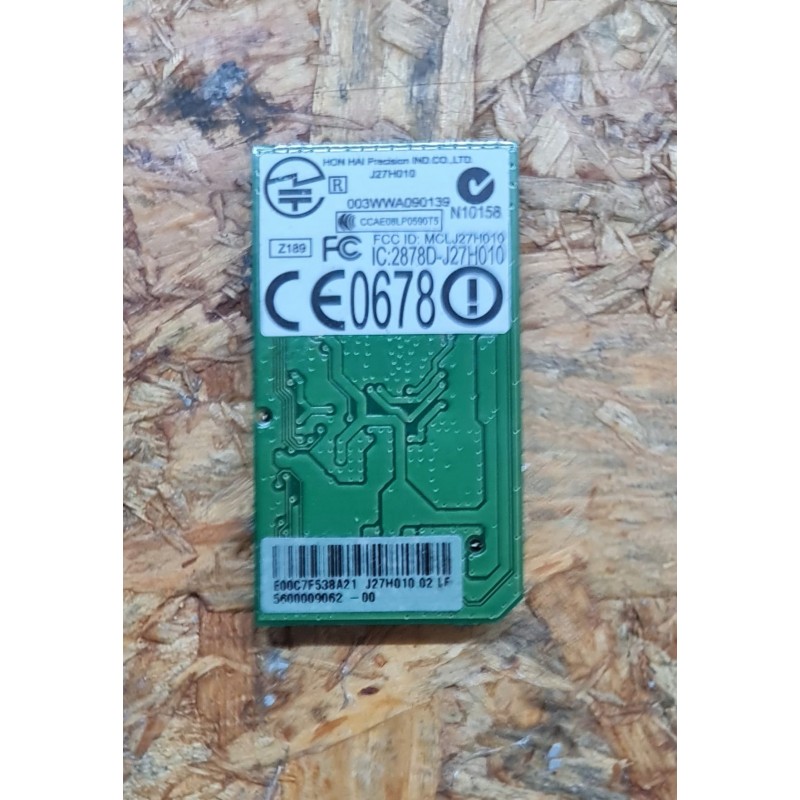 HON HAI Precision IND.CO.,LTD.
J27H010
R
003WWA090139
N10158
CCAE08LP0590T5
Z189
FC
FCC ID: MCLJ27H010
IC:2878D-J27H010
CE0678
E00C7F538A21 J27H010 02 LF
5600009062 -00